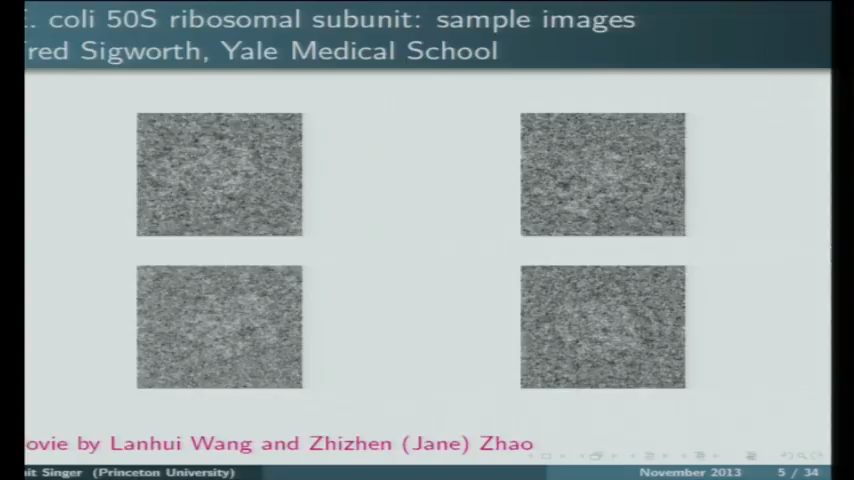 . coli 50S ribosomal subunit: sample images
red Sigworth, Yale Medical School
ovie by Lanhui Wang and Zhizhen (Jane) Zhao
it Singer (Princeton University)
November 2013 5 / 34